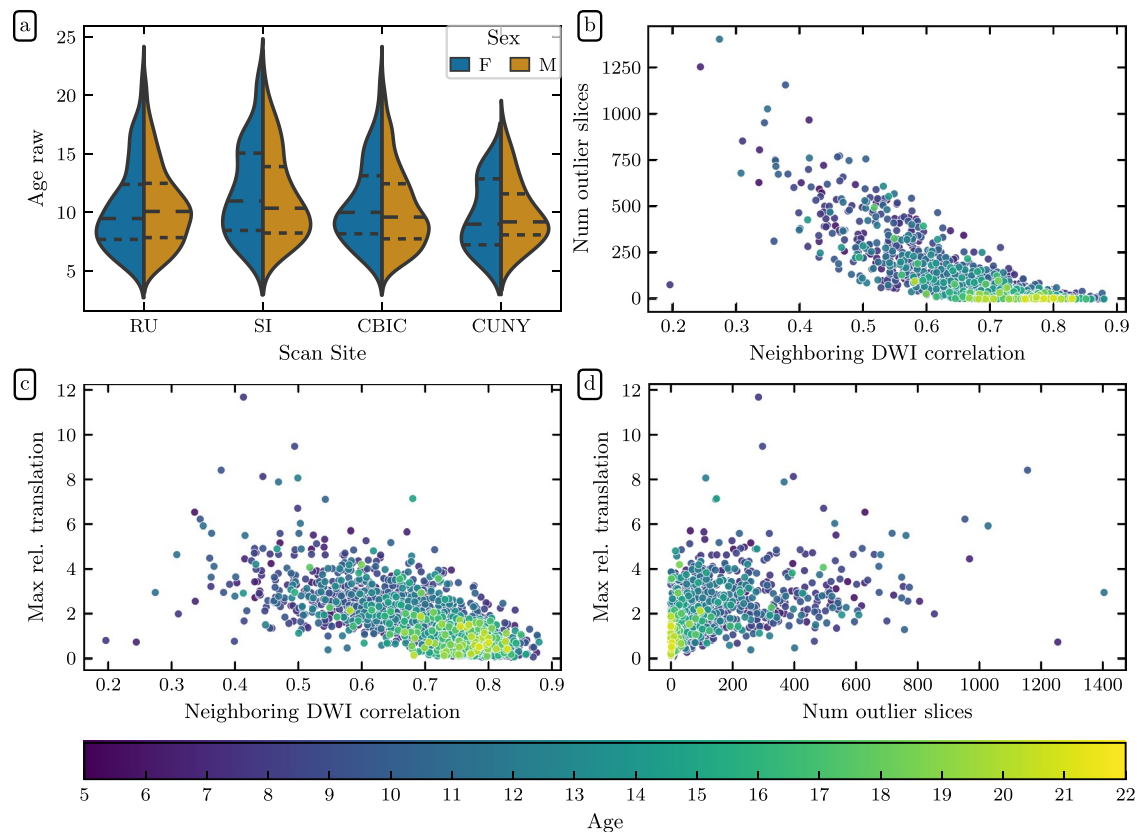 a
25
20
15
10
5
Age raw
Sex
F M
RU SI CBIC CUNY
Scan Site
b
1250
1000
750
500
250
0
Num outlier slices
0.2 0.3 0.4 0.5 0.6 0.7 0.8 0.9
Neighboring DWI correlation
c
12
10
8
6
4
2
0
Max rel. translation
0.2 0.3 0.4 0.5 0.6 0.7 0.8 0.9
Neighboring DWI correlation
d
12
10
8
6
4
2
0
Max rel. translation
0 200 400 600 800 1000 1200 1400
Num outlier slices
5 6 7 8 9 10 11 12 13 14 15 16 17 18 19 20 21 22
Age